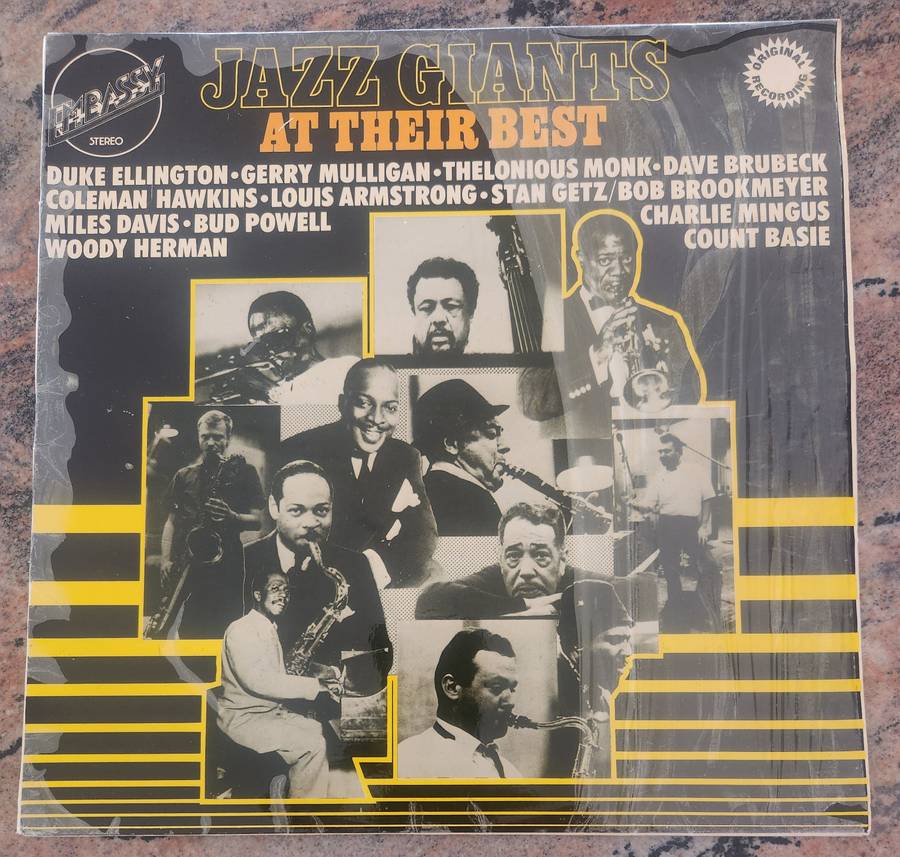 EMBASSY
STEREO
JAZZ GIANTS
AT THEIR BEST
ORIGINAL RECORDING
DUKE ELLINGTON • GERRY MULLIGAN • THELONIOUS MONK • DAVE BRUBECK
COLEMAN HAWKINS • LOUIS ARMSTRONG • STAN GETZ/BOB BROOKMEYER
MILES DAVIS • BUD POWELL
CHARLIE MINGUS
WOODY HERMAN
COUNT BASIE